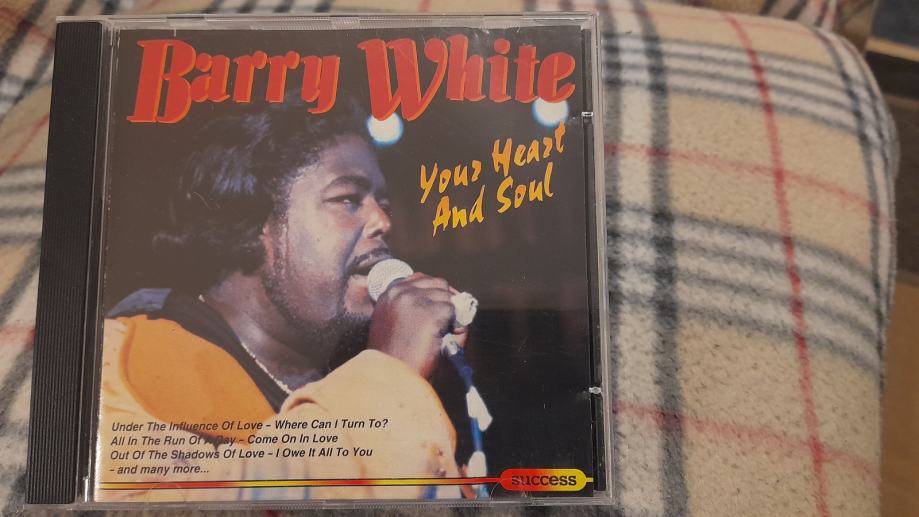 Barry White
Your Heart
And Soul
Under The Influence Of Love - Where Can I Turn To?
All In The Run Of A Day - Come On In Love
Out Of The Shadows Of Love - I Owe It All To You
- and many more...
success